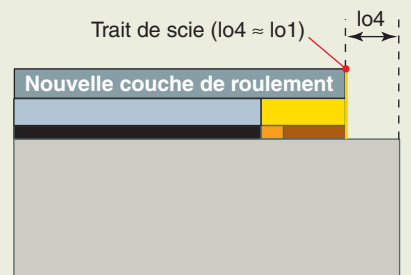 lo4
Trait de scie (lo4 ≈ lo1)
Nouvelle couche de roulement